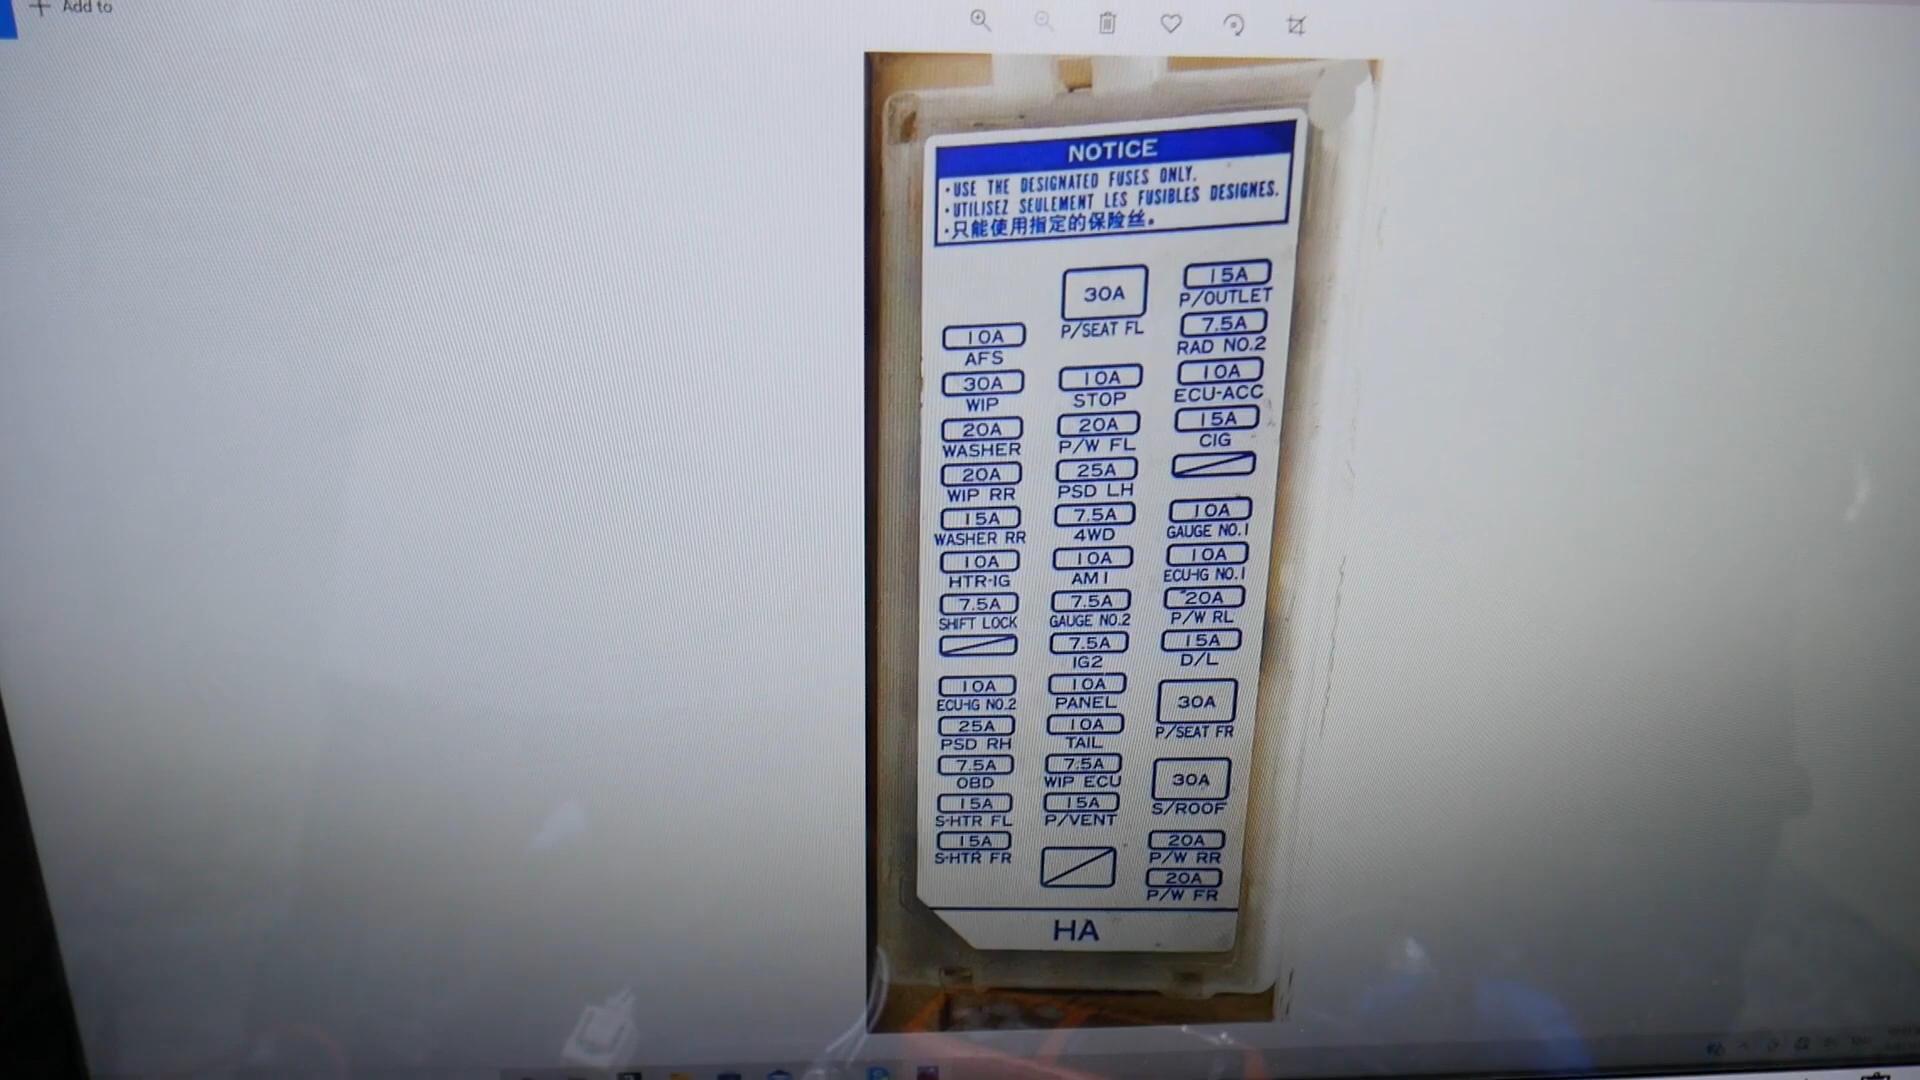 Add to
NOTICE
·USE THE DESIGNATED FUSES ONLY.
·UTILISEZ SEULEMENT LES FUSIBLES DESIGNES.
·只能使用指定的保险丝。
10A
AFS
30A
WIP
20A
WASHER
20A
WIP RR
15A
WASHER RR
10A
HTR-IG
7.5A
SHIFT LOCK
10A
ECU-IG NO.2
25A
PSD RH
7.5A
OBD
15A
S-HTR FL
15A
S-HTR FR
30A
P/SEAT FL
10A
STOP
20A
P/W FL
25A
PSD LH
7.5A
4WD
10A
AM1
7.5A
GAUGE NO.2
7.5A
IG2
10A
PANEL
10A
TAIL
7.5A
WIP ECU
15A
P/VENT
15A
P/OUTLET
7.5A
RAD NO.2
10A
ECU-ACC
15A
CIG
10A
GAUGE NO.1
10A
ECU-IG NO.1
20A
P/W RL
15A
D/L
30A
P/SEAT FR
30A
S/ROOF
20A
P/W RR
20A
P/W FR
HA